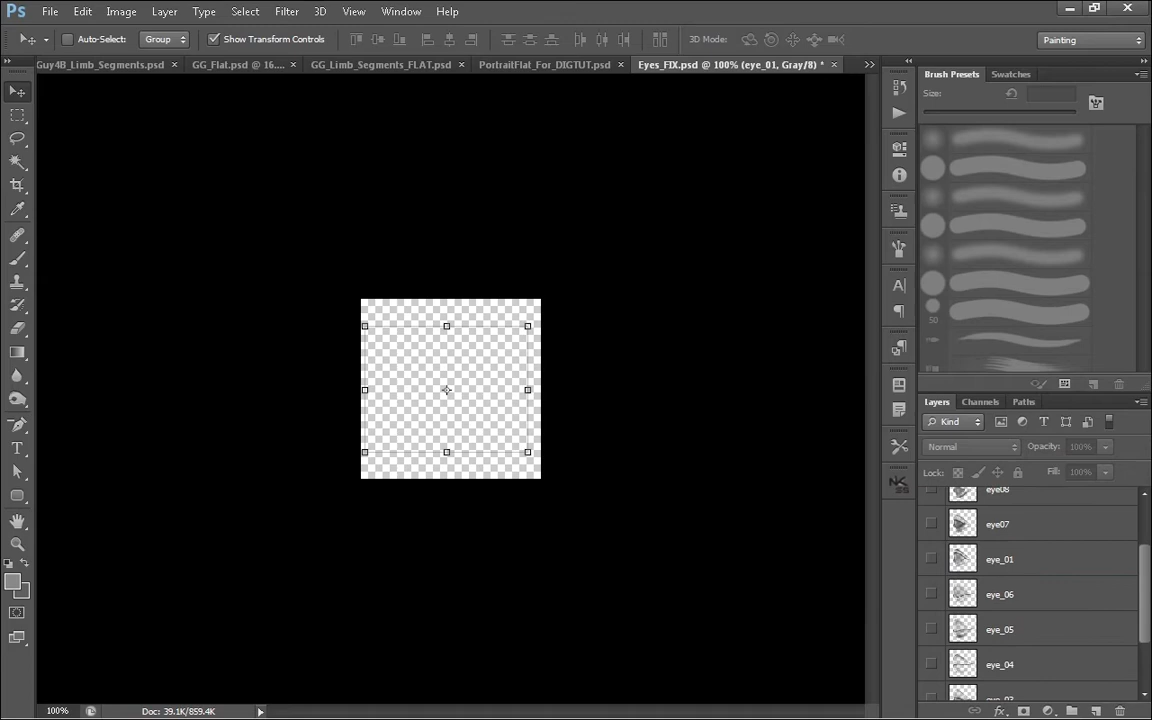 Ps File Edit Image Layer Type Select Filter 3D View Window Help
Auto-Select: Group Show Transform Controls 3D Mode: Painting
Guy4B_Limb_Segments.psd × GG_Flat.psd @ 16.... × GG_Limb_Segments_FLAT.psd × PortraitFlat_For_DIGTUT.psd × Eyes_FIX.psd @ 100% (eye_01, Gray/8) * ×
Brush Presets Swatches
Size:
50
Layers Channels Paths
Kind
Normal Opacity: 100%
Lock: Fill: 100%
eye08
eye07
eye_01
eye_06
eye_05
eye_04
100% Doc: 39.1K/859.4K